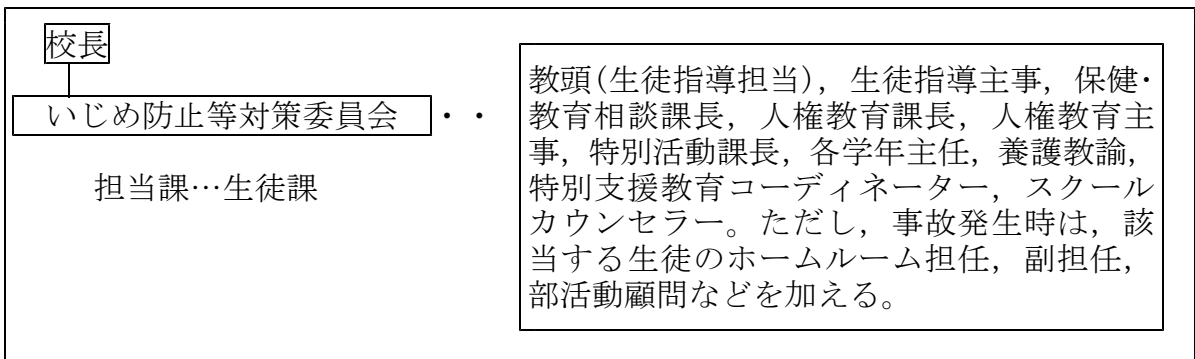 校長
いじめ防止等対策委員会 ・・
担当課…生徒課
教頭(生徒指導担当)，生徒指導主事，保健・
教育相談課長，人権教育課長，人権教育主
事，特別活動課長，各学年主任，養護教諭，
特別支援教育コーディネーター，スクール
カウンセラー。ただし，事故発生時は，該
当する生徒のホームルーム担任，副担任，
部活動顧問などを加える。